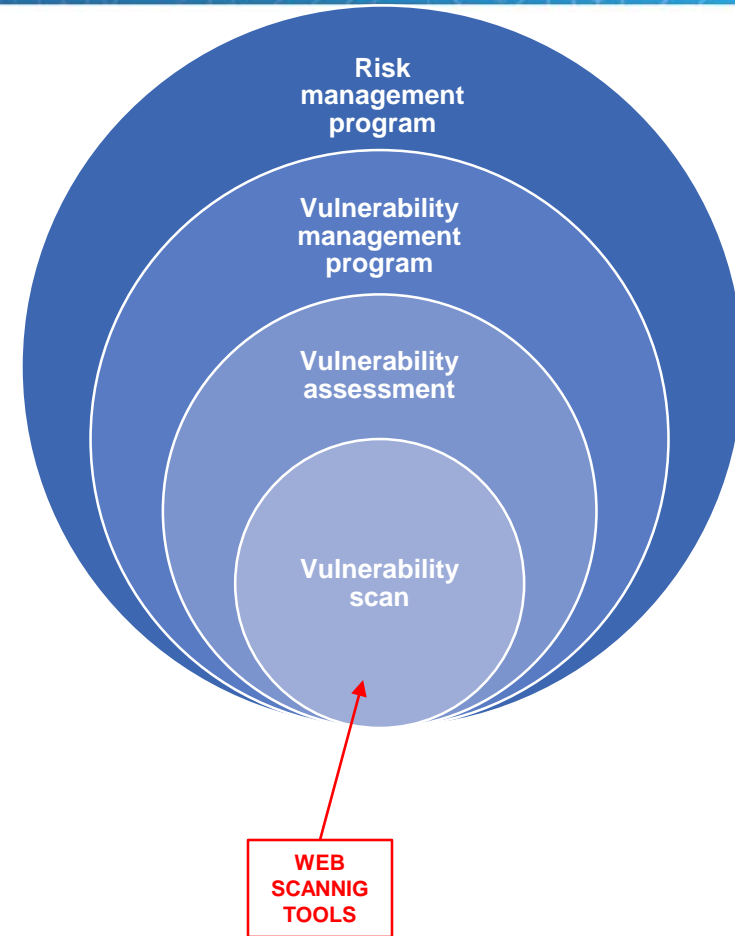 Risk
management
program
Vulnerability
management
program
Vulnerability
assessment
Vulnerability
scan
WEB
SCANNIG
TOOLS